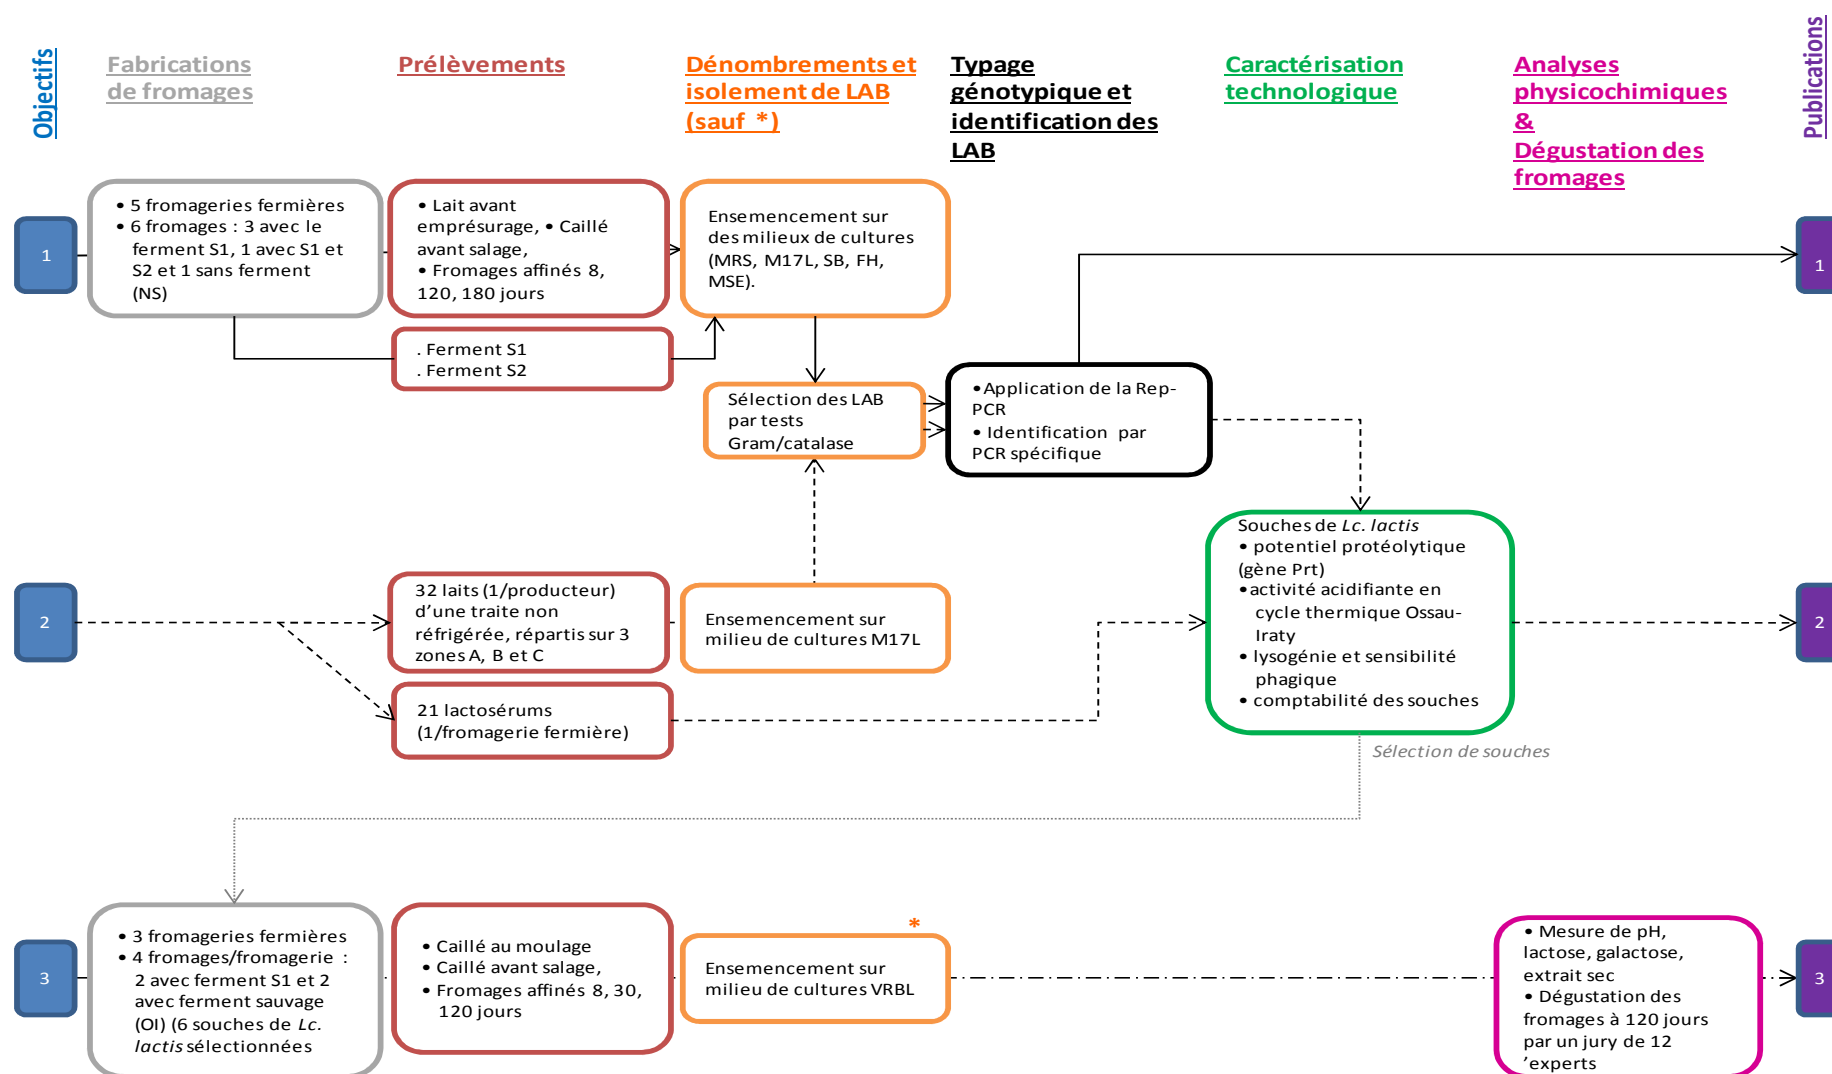 Objectifs
Fabrications
de fromages
Prélèvements
Dénombrements et
isolement de LAB
(sauf *)
Typage
génotypique et
identification des
LAB
Caractérisation
technologique
Analyses
physicochimiques
&
Dégustation des
fromages
Publications
1
• 5 fromageries fermières
• 6 fromages : 3 avec le
ferment S1, 1 avec S1 et
S2 et 1 sans ferment
(NS)
• Lait avant
emprésurage, • Caillé
avant salage,
• Fromages affinés 8,
120, 180 jours
Ensemencement sur
des milieux de cultures
(MRS, M17L, SB, FH,
MSE).
1
. Ferment S1
. Ferment S2
Sélection des LAB
par tests
Gram/catalase
•Application de la Rep-
PCR
• Identification par
PCR spécifique
2
32 laits (1/producteur)
d’une traite non
réfrigérée, répartis sur 3
zones A, B et C
Ensemencement sur
milieu de cultures M17L
21 lactosérums
(1/fromagerie fermière)
Souches de Lc. lactis
• potentiel protéolytique
(gène Prt)
•activité acidifiante en
cycle thermique Ossau-
Iraty
• lysogénie et sensibilité
phagique
• comptabilité des souches
2
Sélection de souches
3
• 3 fromageries fermières
• 4 fromages/fromagerie :
2 avec ferment S1 et 2
avec ferment sauvage
(OI) (6 souches de Lc.
lactis sélectionnées
• Caillé au moulage
• Caillé avant salage,
• Fromages affinés 8, 30,
120 jours
*
Ensemencement sur
milieu de cultures VRBL
• Mesure de pH,
lactose, galactose,
extrait sec
• Dégustation des
fromages à 120 jours
par un jury de 12
’experts
3